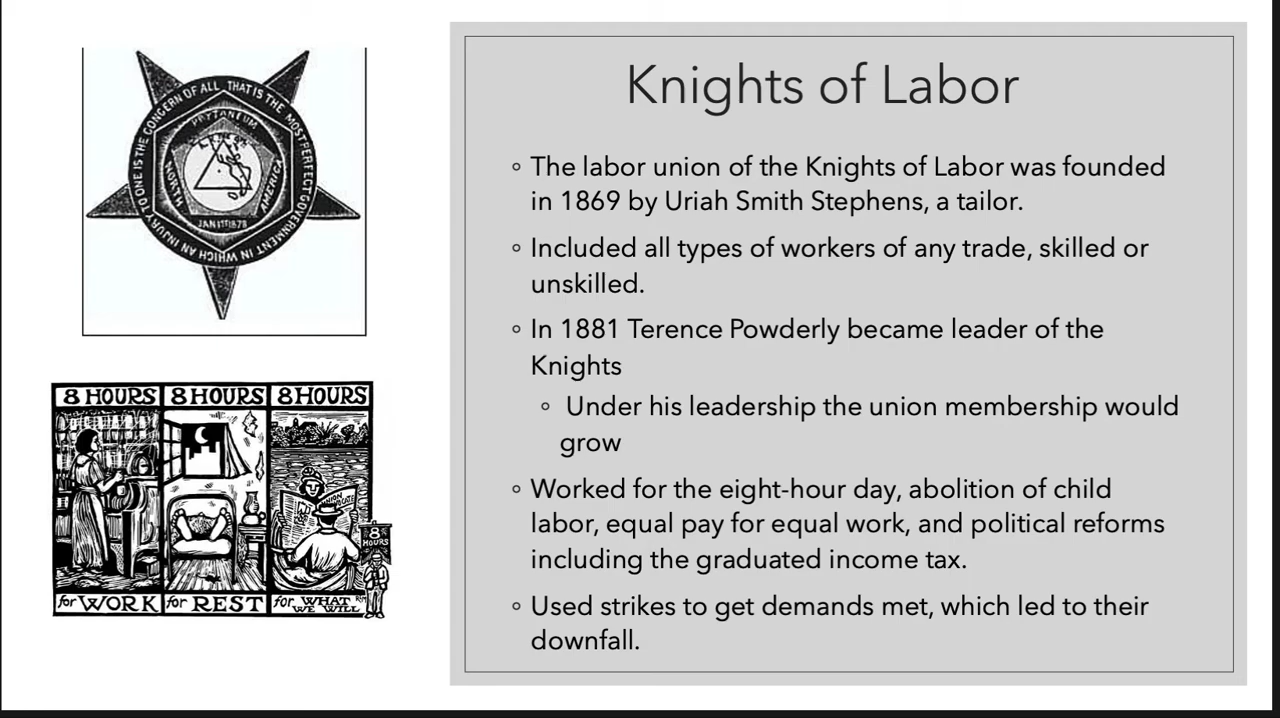 THAT IS THE MOST PERFECT GOVERNMENT IN WHICH AN INJURY TO ONE IS THE CONCERN OF ALL
PRYTANEUM
NORTH AMERICA
JAN 1ST 1878
8 HOURS 8 HOURS 8 HOURS
8
HOURS
for WORK for REST for WHAT
WE WILL
Knights of Labor
◦ The labor union of the Knights of Labor was founded
in 1869 by Uriah Smith Stephens, a tailor.
◦ Included all types of workers of any trade, skilled or
unskilled.
◦ In 1881 Terence Powderly became leader of the
Knights
◦ Under his leadership the union membership would
grow
◦ Worked for the eight-hour day, abolition of child
labor, equal pay for equal work, and political reforms
including the graduated income tax.
◦ Used strikes to get demands met, which led to their
downfall.